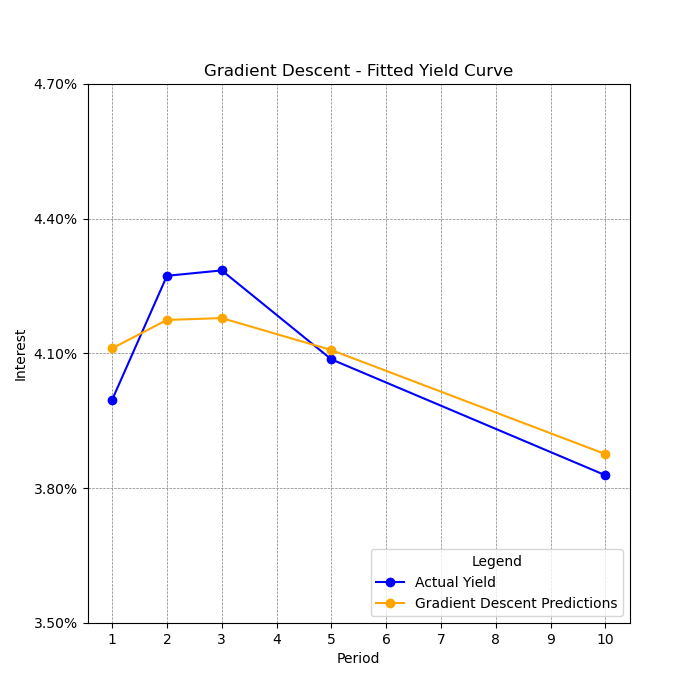 Gradient Descent - Fitted Yield Curve
4.70%
4.40%
4.10%
3.80%
3.50%
Interest
1 2 3 4 5 6 7 8 9 10
Period
Legend
Actual Yield
Gradient Descent Predictions